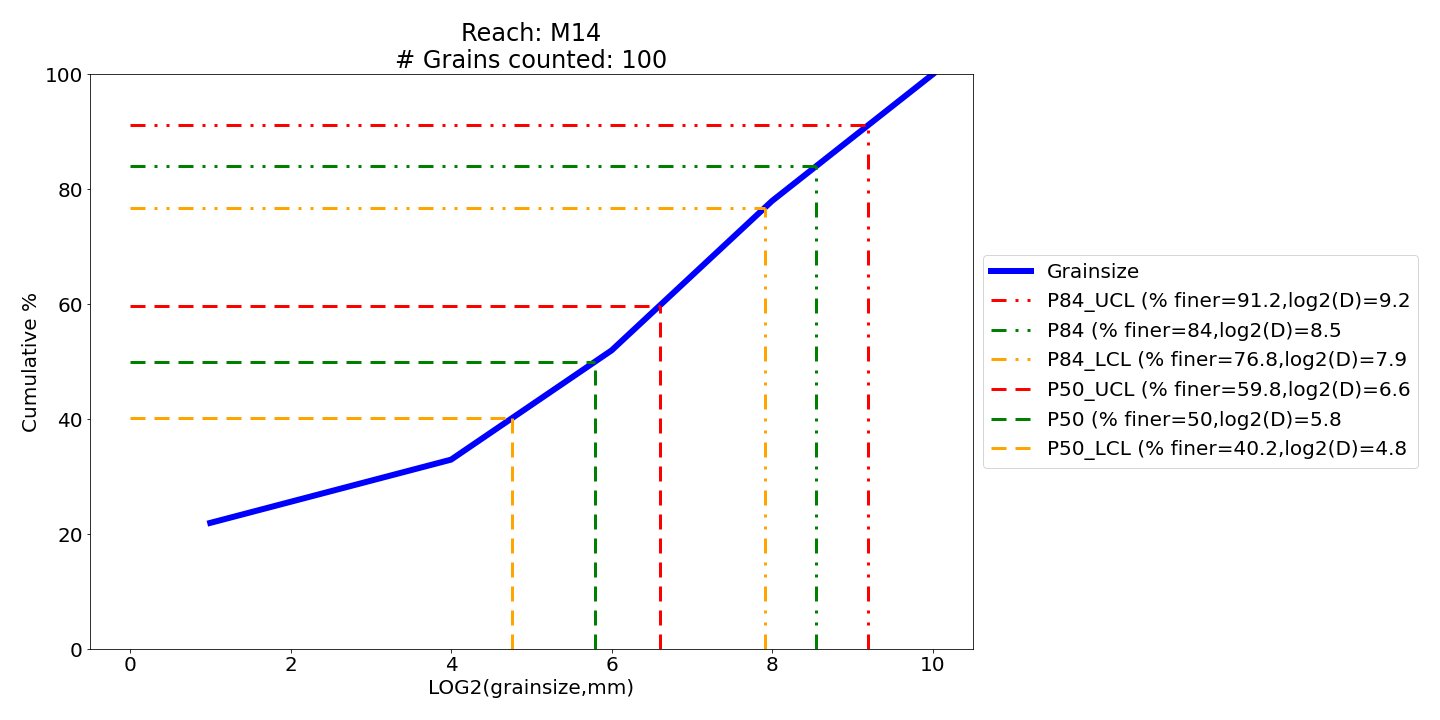 Reach: M14
# Grains counted: 100
100
80
60
40
20
0
Cumulative %
0 2 4 6 8 10
LOG2(grainsize,mm)
Grainsize
P84_UCL (% finer=91.2,log2(D)=9.2
P84 (% finer=84,log2(D)=8.5
P84_LCL (% finer=76.8,log2(D)=7.9
P50_UCL (% finer=59.8,log2(D)=6.6
P50 (% finer=50,log2(D)=5.8
P50_LCL (% finer=40.2,log2(D)=4.8